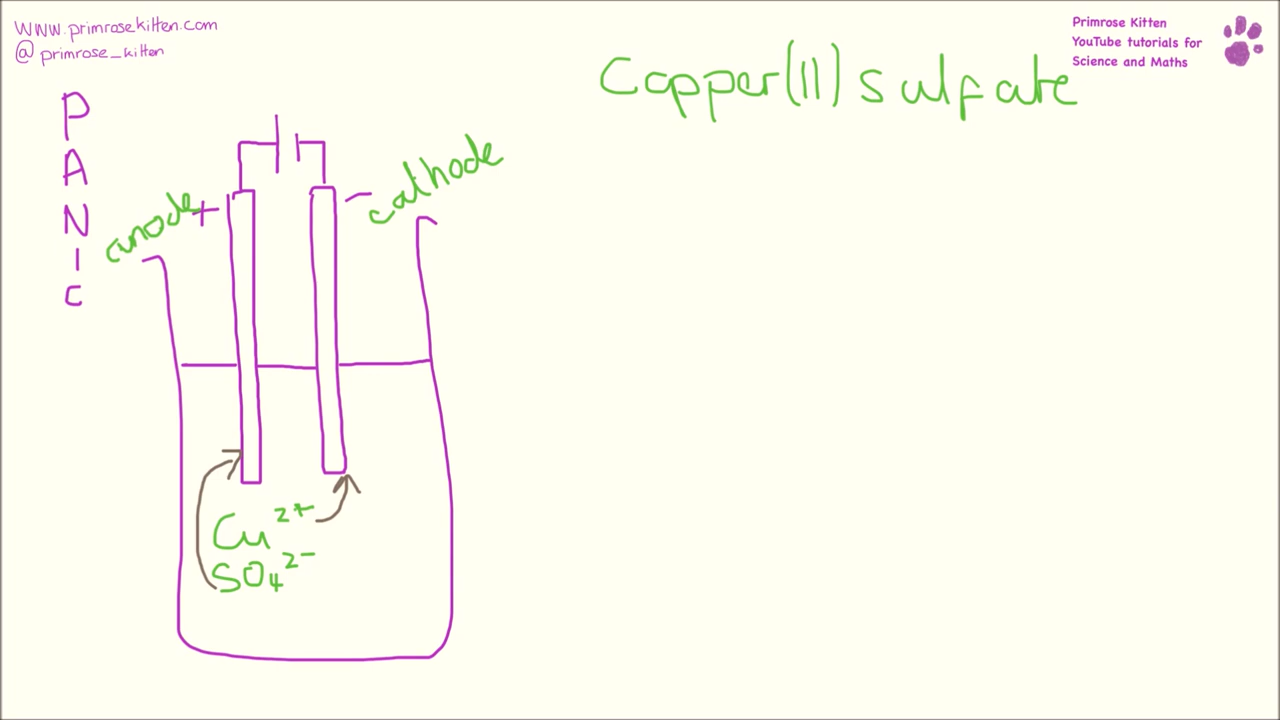 www.primrosekitten.com
@primrose_kitten
Primrose Kitten
YouTube tutorials for
Science and Maths
Copper(II) sulfate
P
A
N
I
C
anode +
- cathode
Cu²⁺
SO₄²⁻